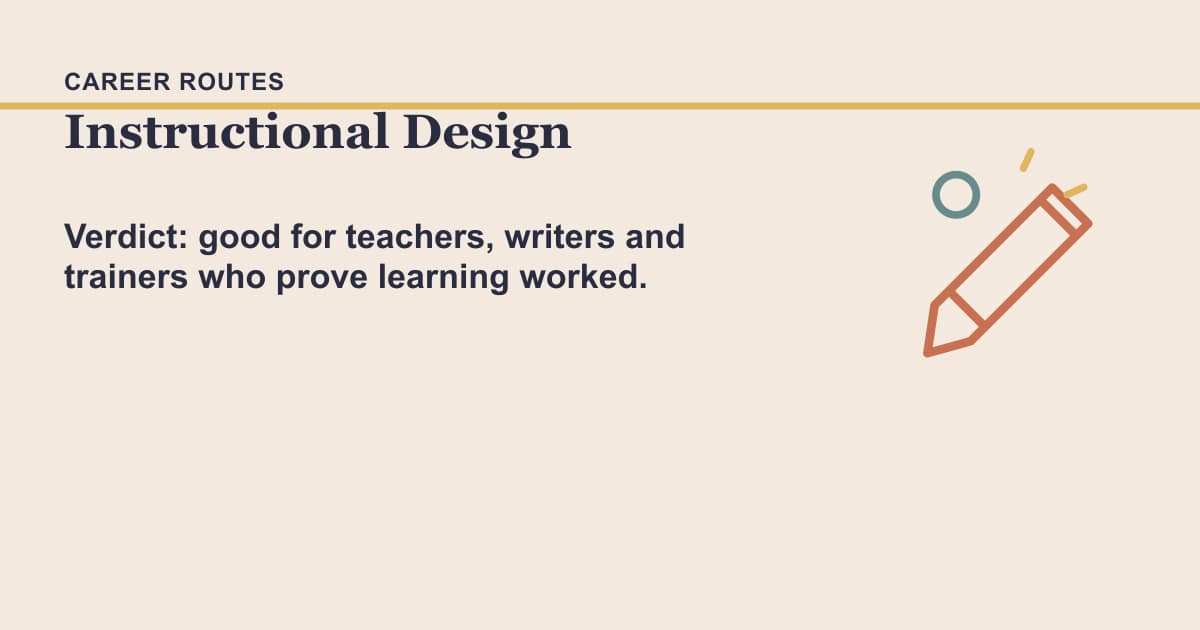 CAREER ROUTES
Instructional Design
Verdict: good for teachers, writers and
trainers who prove learning worked.